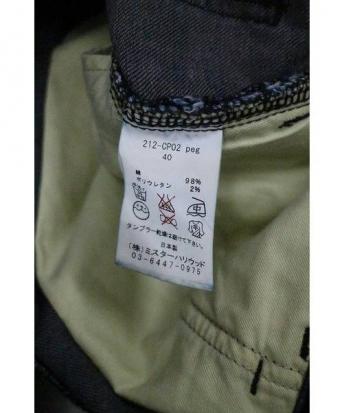 212-CP02 peg
40
綿 98%
ポリウレタン 2%
タンブラー乾燥は避けて下さい。
日本製
(株)ミスターハリウッド
03-6447-0975